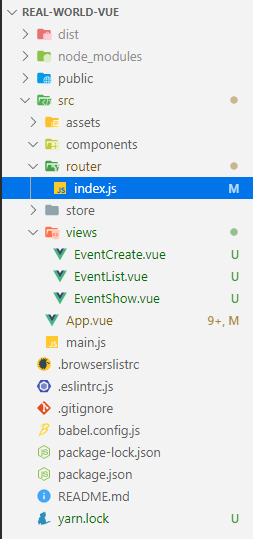 REAL-WORLD-VUE
dist
node_modules
public
src
assets
components
router
JS index.js M
store
views
EventCreate.vue U
EventList.vue U
EventShow.vue U
App.vue 9+, M
JS main.js
.browserslistrc
.eslintrc.js
.gitignore
babel.config.js
package-lock.json
package.json
README.md
yarn.lock U